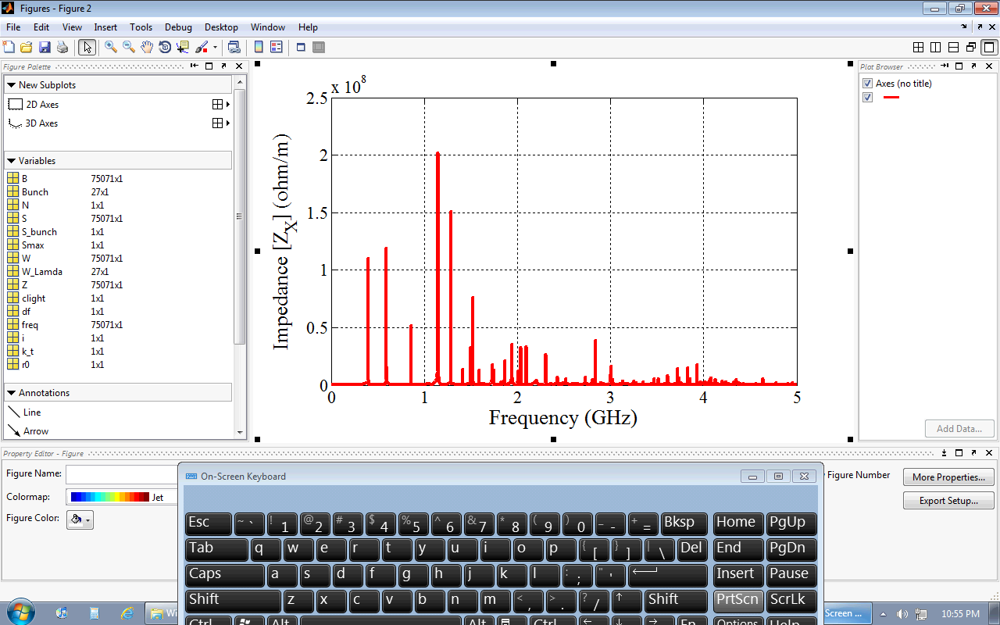 Figures - Figure 2
File Edit View Insert Tools Debug Desktop Window Help
Figure Palette
New Subplots
2D Axes
3D Axes
Variables
B 75071x1
Bunch 27x1
N 1x1
S 75071x1
S_bunch 1x1
Smax 1x1
W 75071x1
W_Lamda 27x1
Z 75071x1
clight 1x1
df 1x1
freq 75071x1
i 1x1
k_t 1x1
r0 1x1
Annotations
Line
Arrow
x 10^8
2.5
2
1.5
1
0.5
0
Impedance [Z_X] (ohm/m)
0 1 2 3 4 5
Frequency (GHz)
Plot Browser
Axes (no title)
Add Data...
Property Editor - Figure
Figure Name:
Colormap: Jet
Figure Color:
Figure Number
More Properties...
Export Setup...
On-Screen Keyboard
Esc ~ ` ! 1 @ 2 # 3 $ 4 % 5 ^ 6 & 7 * 8 ( 9 ) 0 _ - + = Bksp Home PgUp
Tab q w e r t y u i o p { [ } ] | \ Del End PgDn
Caps a s d f g h j k l : ; " ' Insert Pause
Shift z x c v b n m < , > . ? / ↑ Shift PrtScn ScrLk
Ctrl Alt Alt Ctrl ← ↓ → Fn Options Help
Wi
Screen ...
10:55 PM